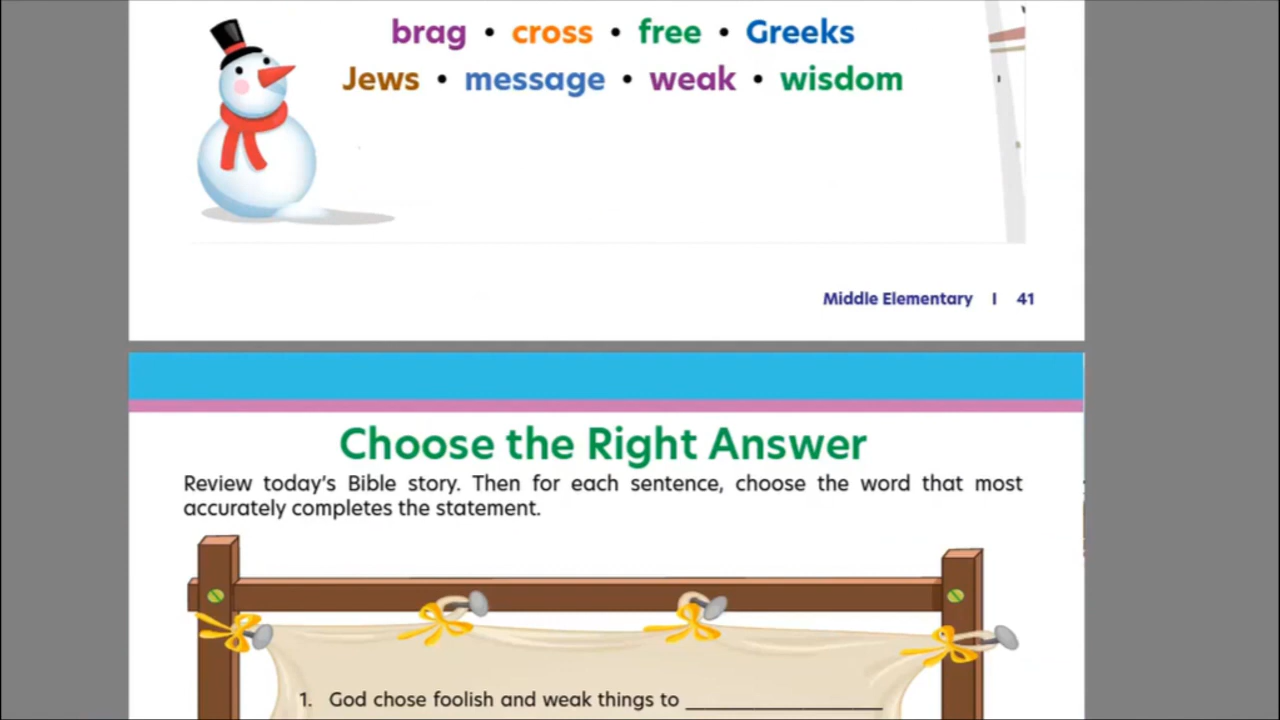 brag • cross • free • Greeks
Jews • message • weak • wisdom
Middle Elementary | 41
Choose the Right Answer
Review today's Bible story. Then for each sentence, choose the word that most
accurately completes the statement.
1. God chose foolish and weak things to ____________________